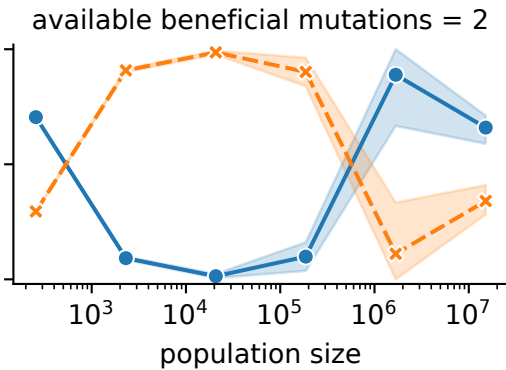 available beneficial mutations = 2
10³ 10⁴ 10⁵ 10⁶ 10⁷
population size